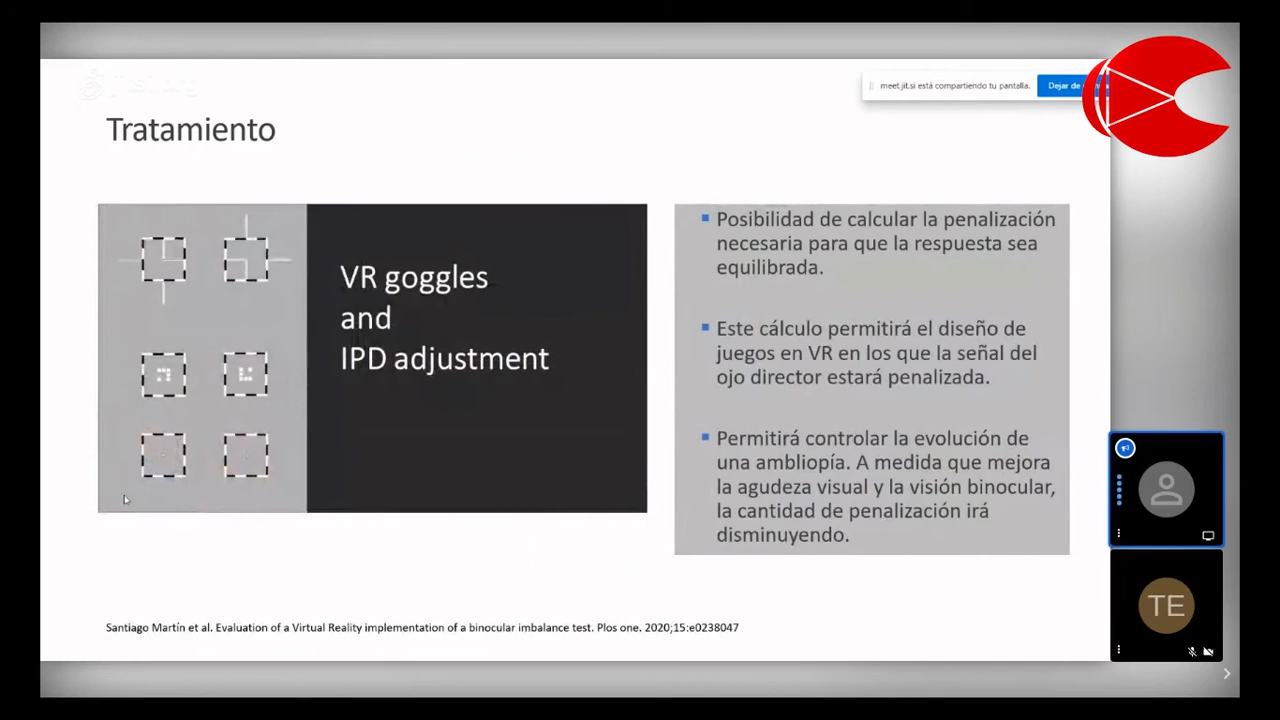 meet.jit.si está compartiendo tu pantalla.
Dejar de
Tratamiento
VR goggles
and
IPD adjustment
▪ Posibilidad de calcular la penalización
necesaria para que la respuesta sea
equilibrada.
▪ Este cálculo permitirá el diseño de
juegos en VR en los que la señal del
ojo director estará penalizada.
▪ Permitirá controlar la evolución de
una ambliopía. A medida que mejora
la agudeza visual y la visión binocular,
la cantidad de penalización irá
disminuyendo.
TE
Santiago Martín et al. Evaluation of a Virtual Reality implementation of a binocular imbalance test. Plos one. 2020;15:e0238047